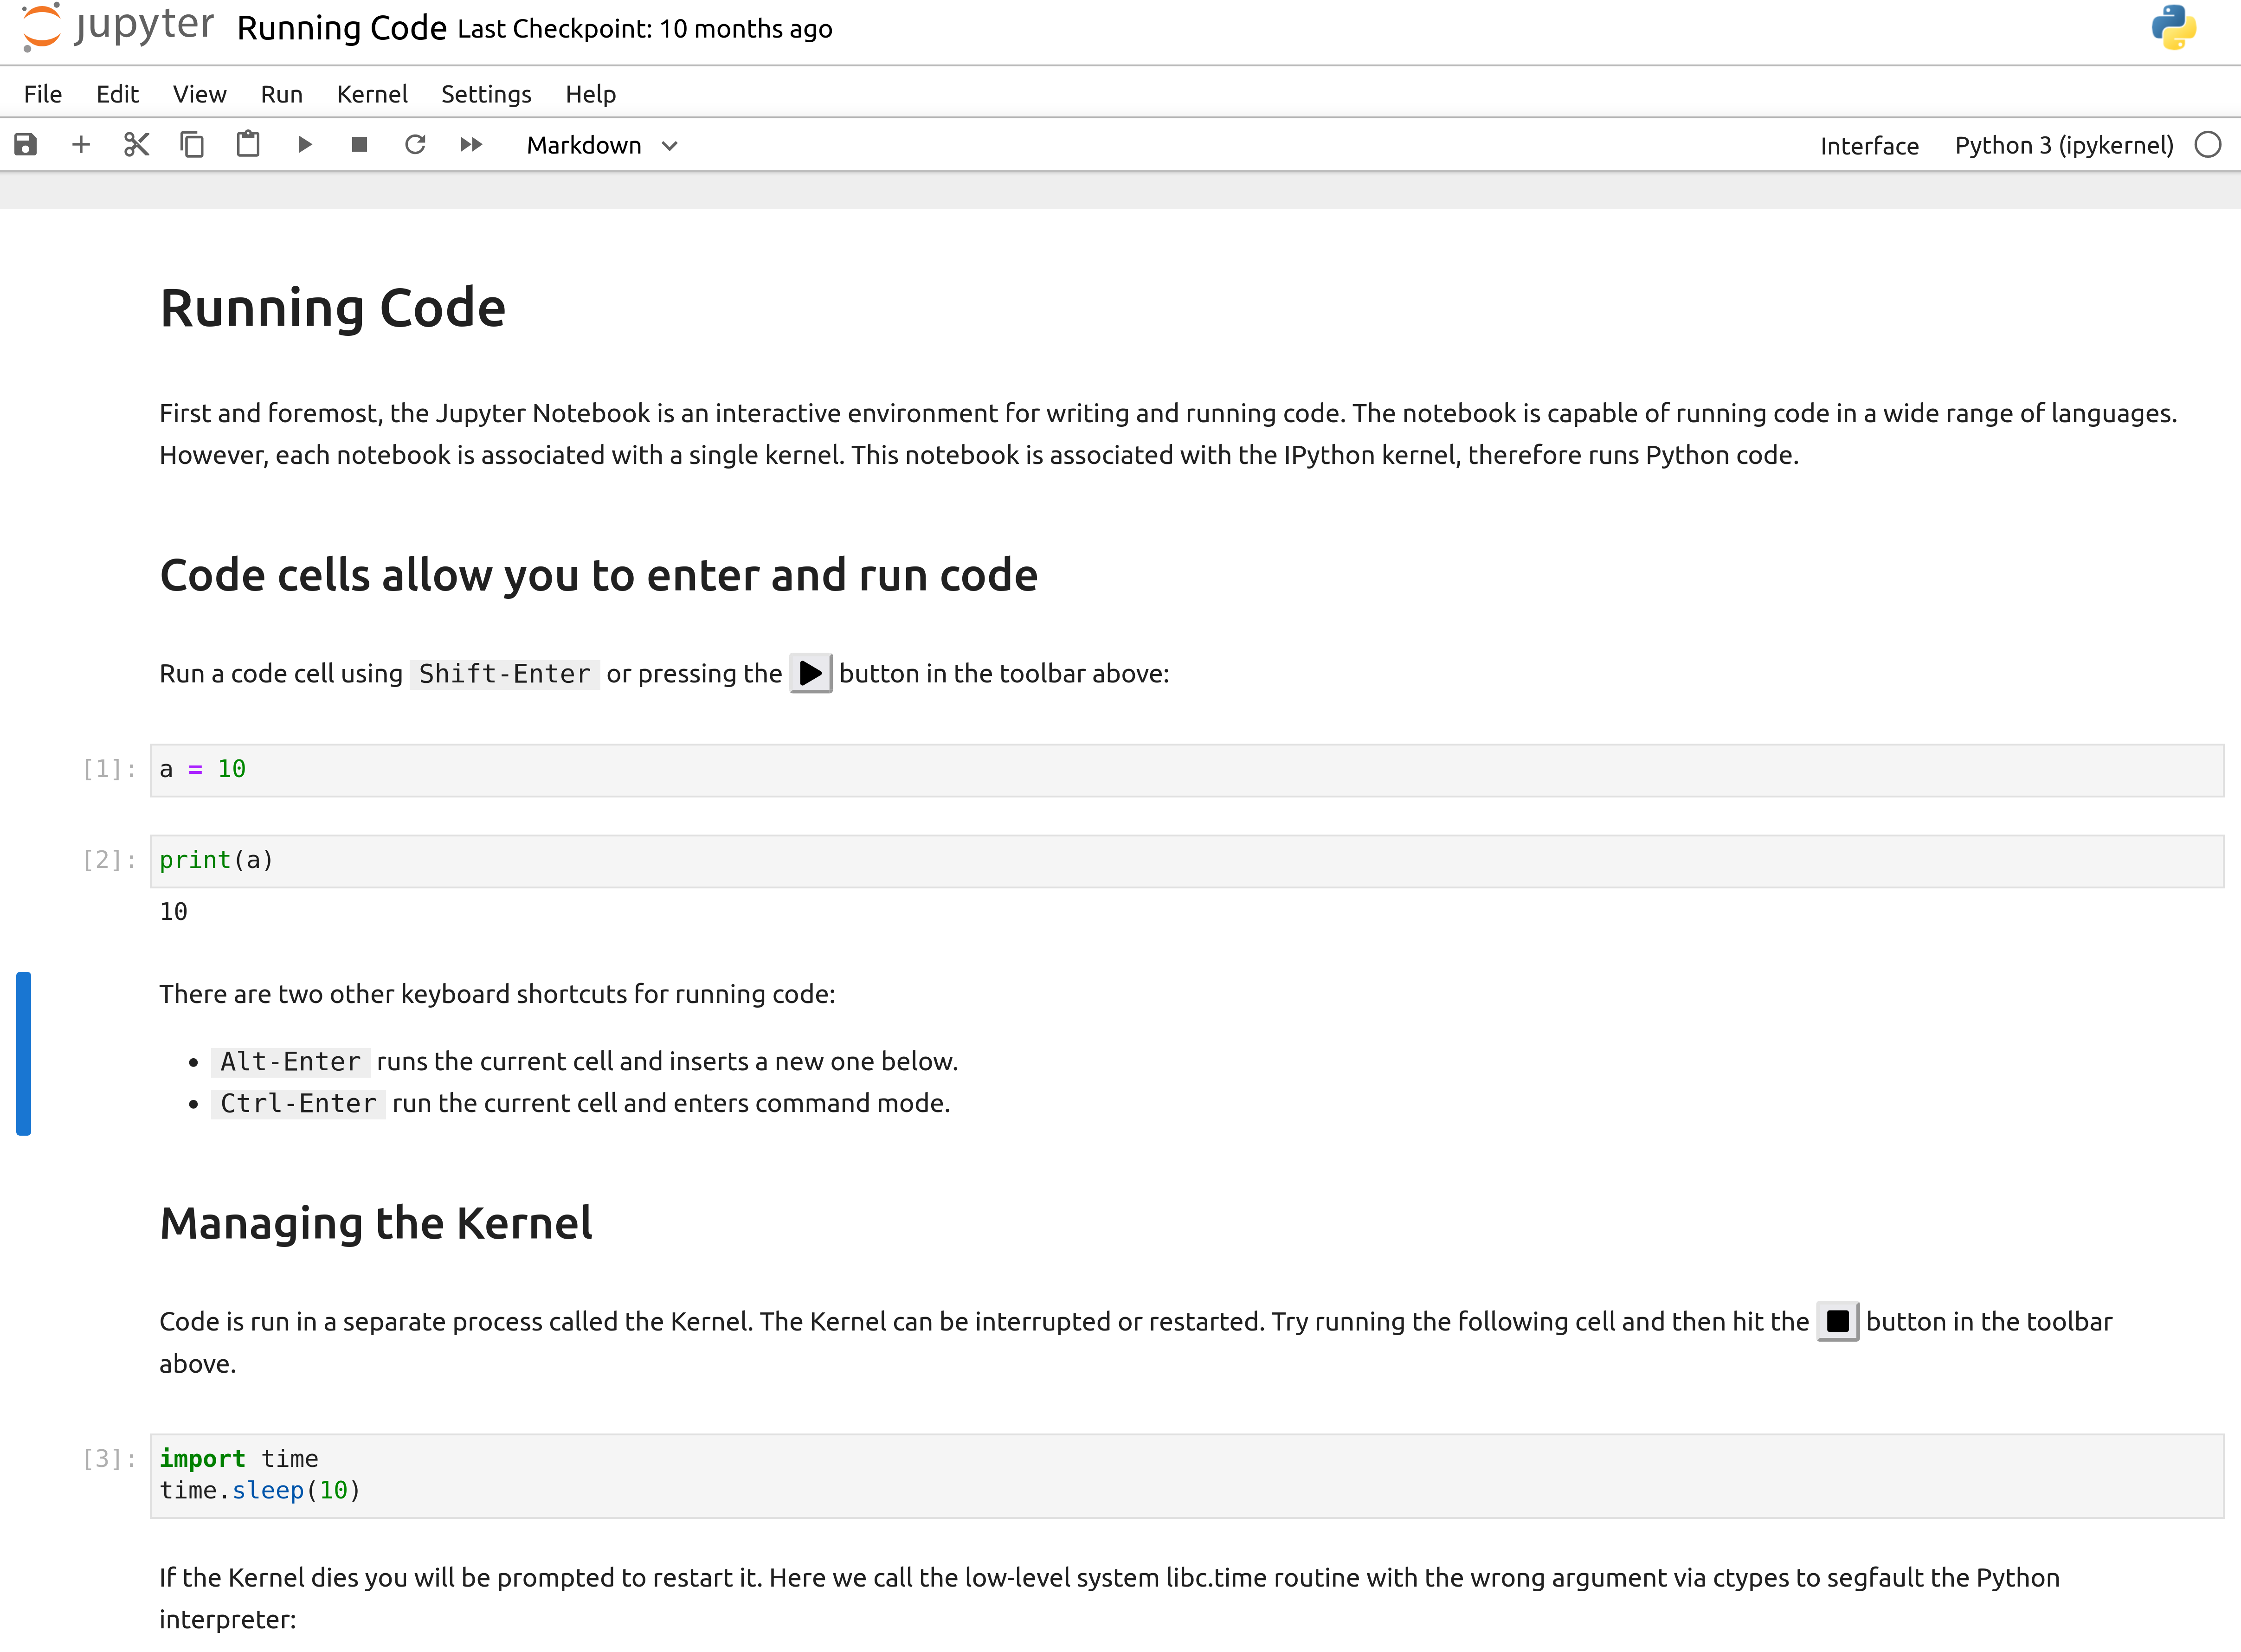 jupyter Running Code Last Checkpoint: 10 months ago
File Edit View Run Kernel Settings Help
Markdown Interface Python 3 (ipykernel)
Running Code
First and foremost, the Jupyter Notebook is an interactive environment for writing and running code. The notebook is capable of running code in a wide range of languages.
However, each notebook is associated with a single kernel. This notebook is associated with the IPython kernel, therefore runs Python code.
Code cells allow you to enter and run code
Run a code cell using Shift-Enter or pressing the button in the toolbar above:
[1]: a = 10
[2]: print(a)
10
There are two other keyboard shortcuts for running code:
• Alt-Enter runs the current cell and inserts a new one below.
• Ctrl-Enter run the current cell and enters command mode.
Managing the Kernel
Code is run in a separate process called the Kernel. The Kernel can be interrupted or restarted. Try running the following cell and then hit the button in the toolbar
above.
[3]: import time
time.sleep(10)
If the Kernel dies you will be prompted to restart it. Here we call the low-level system libc.time routine with the wrong argument via ctypes to segfault the Python
interpreter: